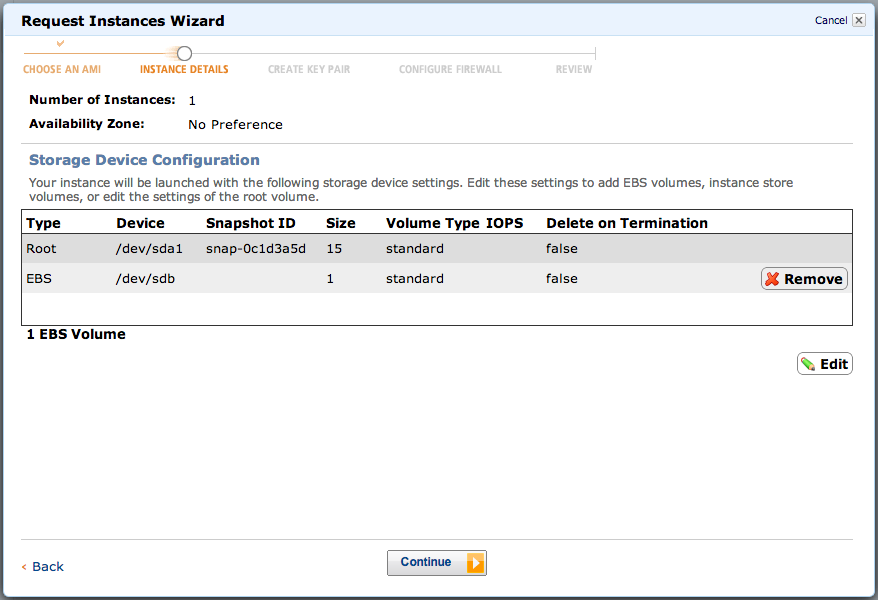 Request Instances Wizard
Cancel
CHOOSE AN AMI INSTANCE DETAILS CREATE KEY PAIR CONFIGURE FIREWALL REVIEW
Number of Instances: 1
Availability Zone: No Preference
Storage Device Configuration
Your instance will be launched with the following storage device settings. Edit these settings to add EBS volumes, instance store
volumes, or edit the settings of the root volume.
Type Device Snapshot ID Size Volume Type IOPS Delete on Termination
Root /dev/sda1 snap-0c1d3a5d 15 standard false
EBS /dev/sdb 1 standard false Remove
1 EBS Volume
Edit
< Back Continue